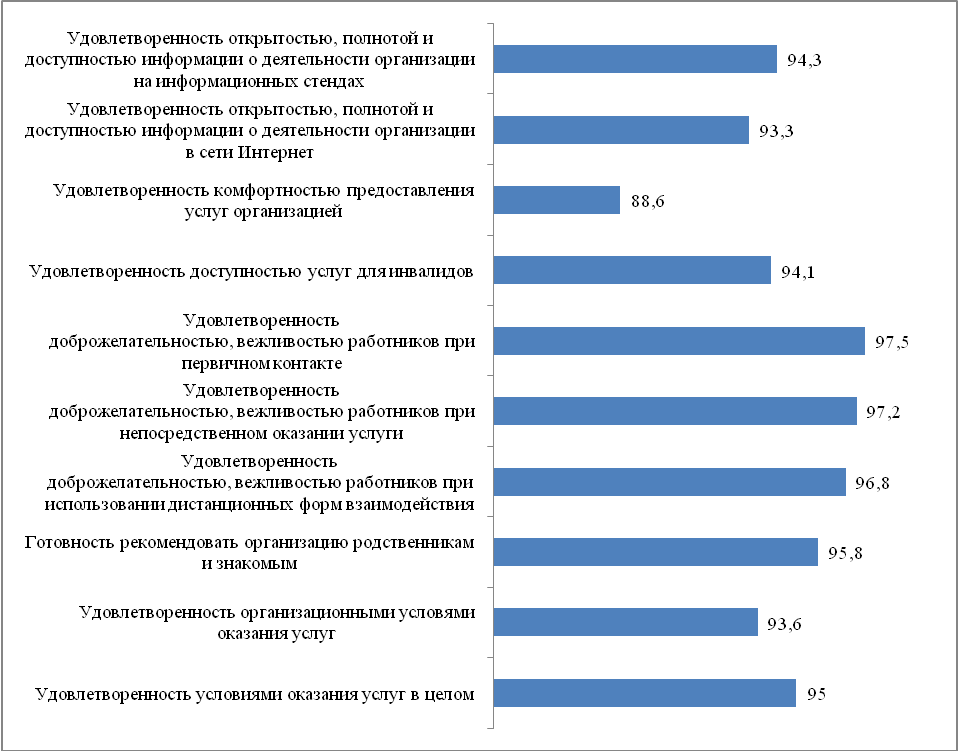 Удовлетворенность открытостью, полнотой и
доступностью информации о деятельности организации
на информационных стендах
94,3
Удовлетворенность открытостью, полнотой и
доступностью информации о деятельности организации
в сети Интернет
93,3
Удовлетворенность комфортностью предоставления
услуг организацией
88,6
Удовлетворенность доступностью услуг для инвалидов
94,1
Удовлетворенность
доброжелательностью, вежливостью работников при
первичном контакте
97,5
Удовлетворенность
доброжелательностью, вежливостью работников при
непосредственном оказании услуги
97,2
Удовлетворенность
доброжелательностью, вежливостью работников при
использовании дистанционных форм взаимодействия
96,8
Готовность рекомендовать организацию родственникам
и знакомым
95,8
Удовлетворенность организационными условями
оказания услуг
93,6
Удовлетворенность условиями оказания услуг в целом
95